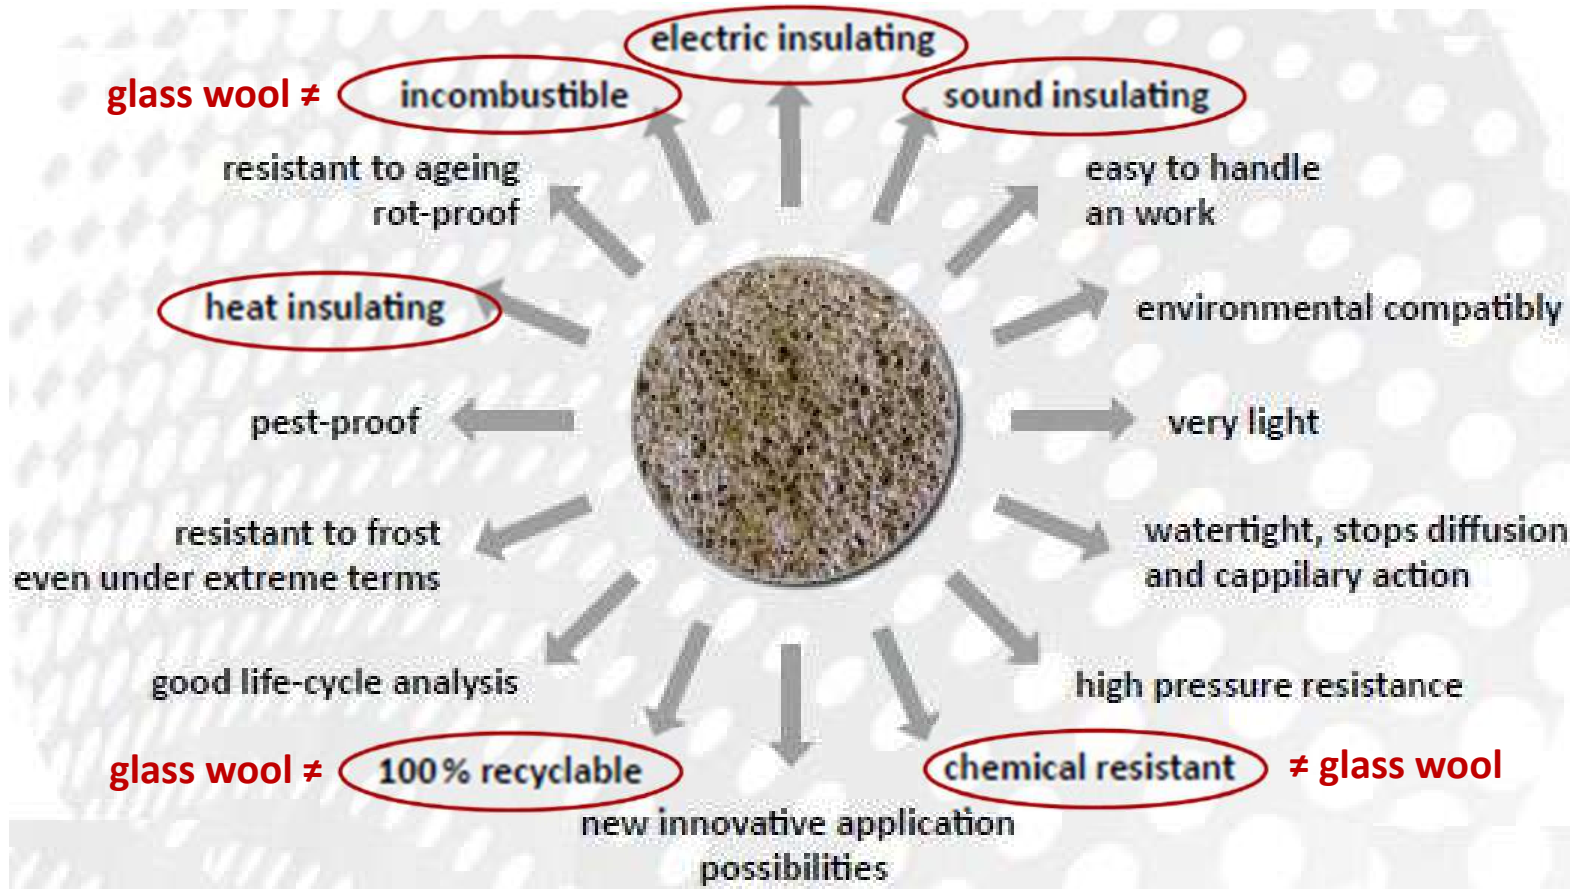 electric insulating
glass wool ≠ incombustible
sound insulating
resistant to ageing
rot-proof
easy to handle
an work
heat insulating
environmental compatibly
pest-proof
very light
resistant to frost
even under extreme terms
watertight, stops diffusion
and cappilary action
good life-cycle analysis
high pressure resistance
glass wool ≠ 100% recyclable
chemical resistant ≠ glass wool
new innovative application
possibilities